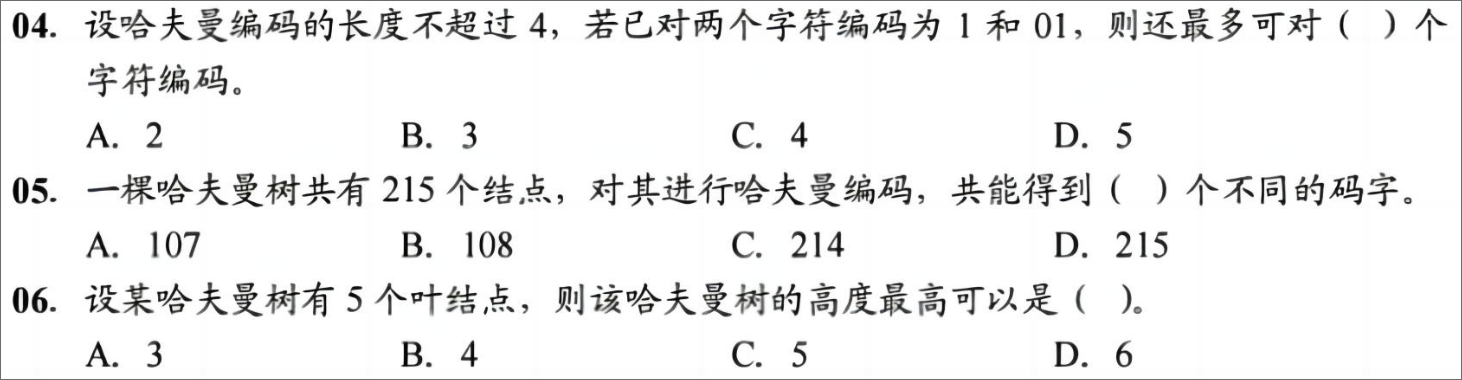 04. 设哈夫曼编码的长度不超过 4，若已对两个字符编码为 1 和 01，则还最多可对（ ）个
字符编码。
A. 2 B. 3 C. 4 D. 5
05. 一棵哈夫曼树共有 215 个结点，对其进行哈夫曼编码，共能得到（ ）个不同的码字。
A. 107 B. 108 C. 214 D. 215
06. 设某哈夫曼树有 5 个叶结点，则该哈夫曼树的高度最高可以是（ ）。
A. 3 B. 4 C. 5 D. 6